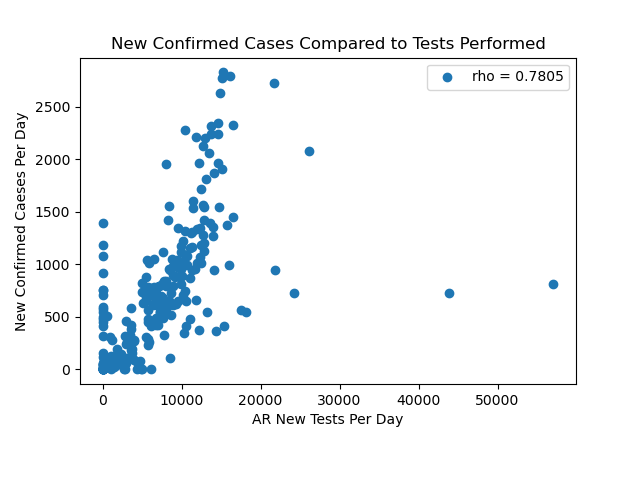 New Confirmed Cases Compared to Tests Performed
rho = 0.7805
New Confirmed Caeses Per Day
2500
2000
1500
1000
500
0
0 10000 20000 30000 40000 50000
AR New Tests Per Day